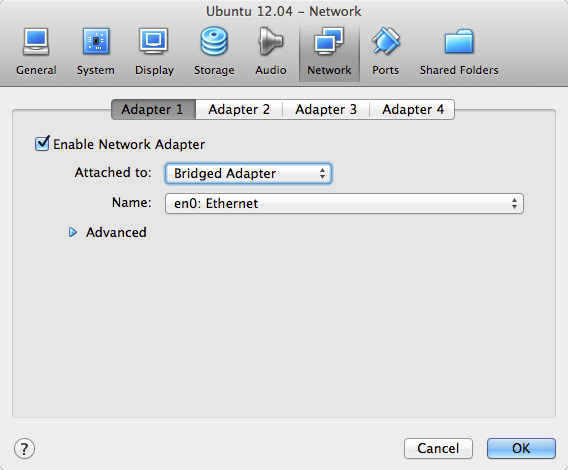 Ubuntu 12.04 – Network
General System Display Storage Audio Network Ports Shared Folders
Adapter 1 Adapter 2 Adapter 3 Adapter 4
Enable Network Adapter
Attached to: Bridged Adapter
Name: en0: Ethernet
Advanced
? Cancel OK